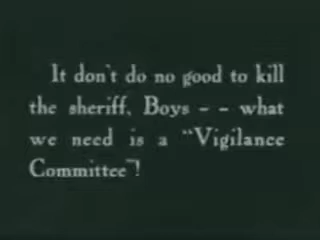 It don't do no good to kill
the sheriff, Boys - - what
we need is a "Vigilance
Committee"!